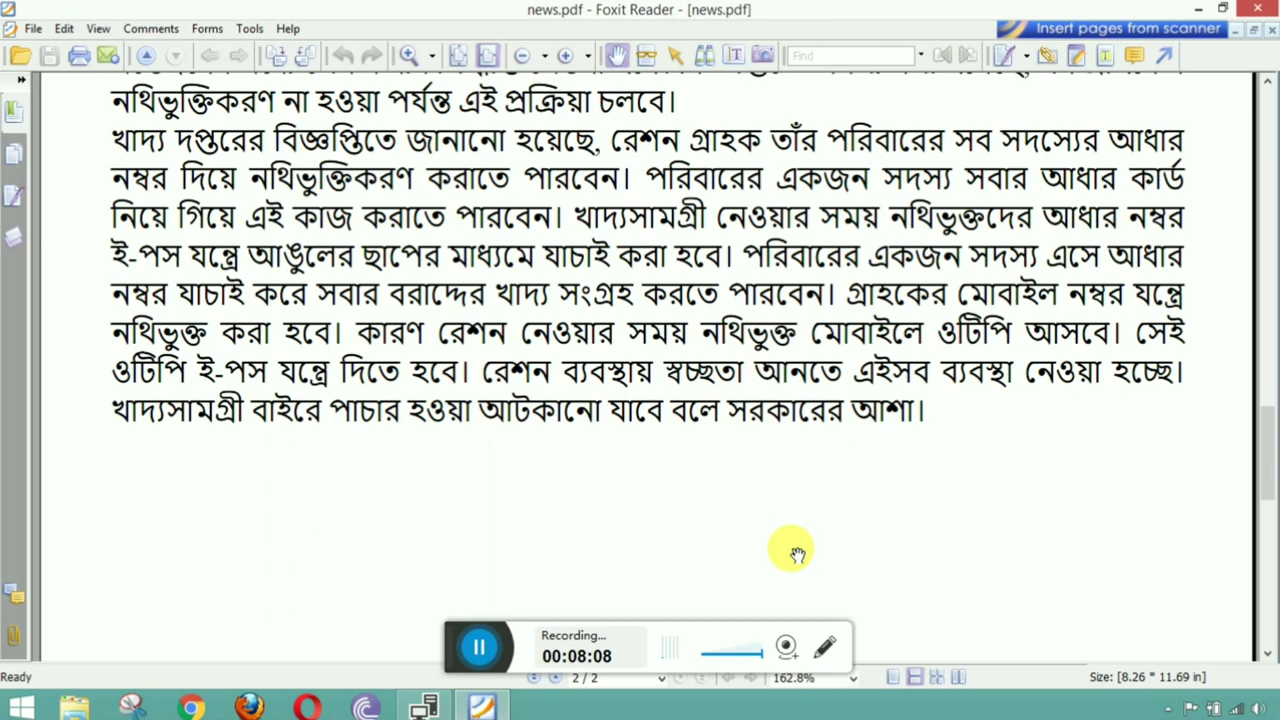 news.pdf - Foxit Reader - [news.pdf]
File Edit View Comments Forms Tools Help
Insert pages from scanner
Find
নথিভুক্তিকরণ না হওয়া পর্যন্ত এই প্রক্রিয়া চলবে।
খাদ্য দপ্তরের বিজ্ঞপ্তিতে জানানো হয়েছে, রেশন গ্রাহক তাঁর পরিবারের সব সদস্যের আধার
নম্বর দিয়ে নথিভুক্তিকরণ করাতে পারবেন। পরিবারের একজন সদস্য সবার আধার কার্ড
নিয়ে গিয়ে এই কাজ করাতে পারবেন। খাদ্যসামগ্রী নেওয়ার সময় নথিভুক্তদের আধার নম্বর
ই-পস যন্ত্রে আঙুলের ছাপের মাধ্যমে যাচাই করা হবে। পরিবারের একজন সদস্য এসে আধার
নম্বর যাচাই করে সবার বরাদ্দের খাদ্য সংগ্রহ করতে পারবেন। গ্রাহকের মোবাইল নম্বর যন্ত্রে
নথিভুক্ত করা হবে। কারণ রেশন নেওয়ার সময় নথিভুক্ত মোবাইলে ওটিপি আসবে। সেই
ওটিপি ই-পস যন্ত্রে দিতে হবে। রেশন ব্যবস্থায় স্বচ্ছতা আনতে এইসব ব্যবস্থা নেওয়া হচ্ছে।
খাদ্যসামগ্রী বাইরে পাচার হওয়া আটকানো যাবে বলে সরকারের আশা।
Recording...
00:08:08
Ready 2 / 2 162.8% Size: [8.26 * 11.69 in]